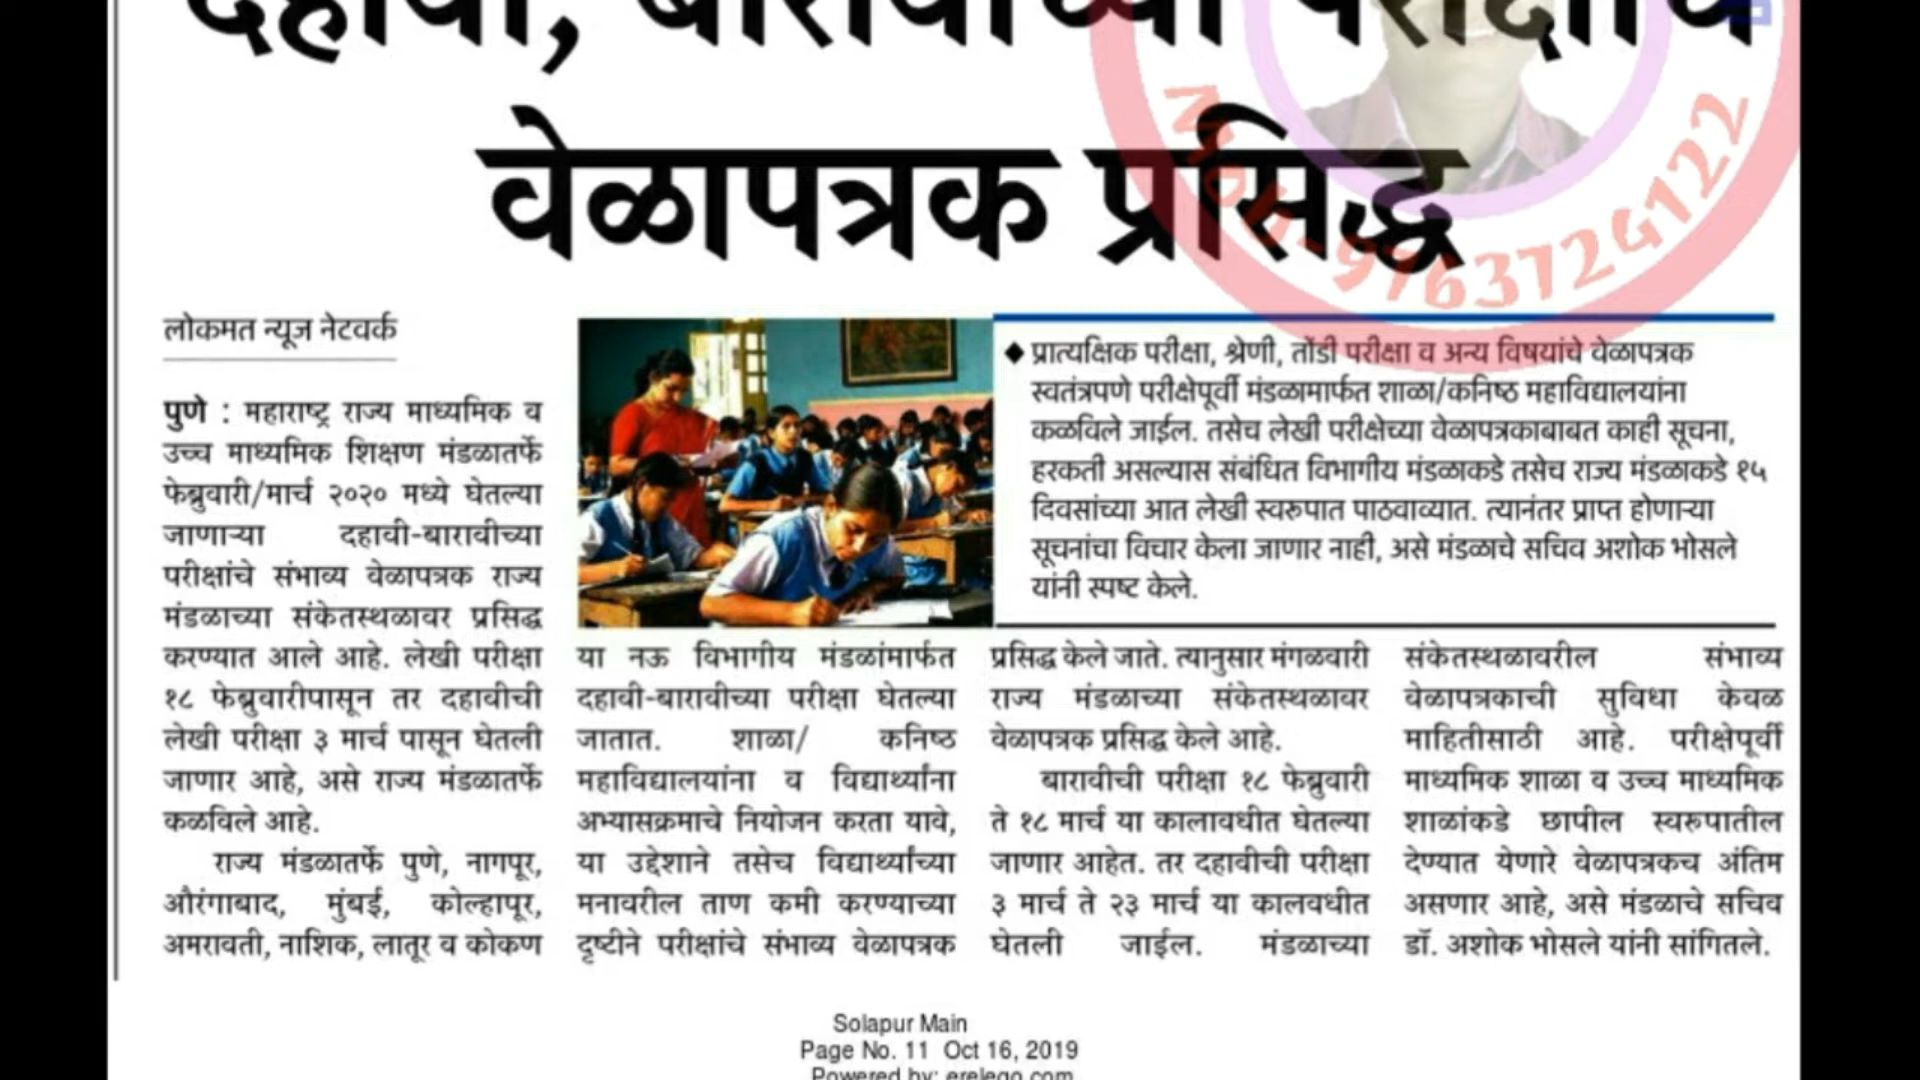 दहावी, बारावीच्या परीक्षांचे
वेळापत्रक प्रसिद्ध
लोकमत न्यूज नेटवर्क
पुणे : महाराष्ट्र राज्य माध्यमिक व
उच्च माध्यमिक शिक्षण मंडळातर्फे
फेब्रुवारी/मार्च २०२० मध्ये घेतल्या
जाणाऱ्या दहावी-बारावीच्या
परीक्षांचे संभाव्य वेळापत्रक राज्य
मंडळाच्या संकेतस्थळावर प्रसिद्ध
करण्यात आले आहे. लेखी परीक्षा
१८ फेब्रुवारीपासून तर दहावीची
लेखी परीक्षा ३ मार्च पासून घेतली
जाणार आहे, असे राज्य मंडळातर्फे
कळविले आहे.
राज्य मंडळातर्फे पुणे, नागपूर,
औरंगाबाद, मुंबई, कोल्हापूर,
अमरावती, नाशिक, लातूर व कोकण
◆ प्रात्यक्षिक परीक्षा, श्रेणी, तोंडी परीक्षा व अन्य विषयांचे वेळापत्रक
स्वतंत्रपणे परीक्षेपूर्वी मंडळामार्फत शाळा/कनिष्ठ महाविद्यालयांना
कळविले जाईल. तसेच लेखी परीक्षेच्या वेळापत्रकाबाबत काही सूचना,
हरकती असल्यास संबंधित विभागीय मंडळाकडे तसेच राज्य मंडळाकडे १५
दिवसांच्या आत लेखी स्वरूपात पाठवाव्यात. त्यानंतर प्राप्त होणाऱ्या
सूचनांचा विचार केला जाणार नाही, असे मंडळाचे सचिव अशोक भोसले
यांनी स्पष्ट केले.
या नऊ विभागीय मंडळांमार्फत
दहावी-बारावीच्या परीक्षा घेतल्या
जातात. शाळा/ कनिष्ठ
महाविद्यालयांना व विद्यार्थ्यांना
अभ्यासक्रमाचे नियोजन करता यावे,
या उद्देशाने तसेच विद्यार्थ्यांच्या
मनावरील ताण कमी करण्याच्या
दृष्टीने परीक्षांचे संभाव्य वेळापत्रक
प्रसिद्ध केले जाते. त्यानुसार मंगळवारी
राज्य मंडळाच्या संकेतस्थळावर
वेळापत्रक प्रसिद्ध केले आहे.
बारावीची परीक्षा १८ फेब्रुवारी
ते १८ मार्च या कालावधीत घेतल्या
जाणार आहेत. तर दहावीची परीक्षा
३ मार्च ते २३ मार्च या कालवधीत
घेतली जाईल. मंडळाच्या
संकेतस्थळावरील संभाव्य
वेळापत्रकाची सुविधा केवळ
माहितीसाठी आहे. परीक्षेपूर्वी
माध्यमिक शाळा व उच्च माध्यमिक
शाळांकडे छापील स्वरूपातील
देण्यात येणारे वेळापत्रकच अंतिम
असणार आहे, असे मंडळाचे सचिव
डॉ. अशोक भोसले यांनी सांगितले.
Solapur Main
Page No. 11 Oct 16, 2019
Powered by: erelego.com